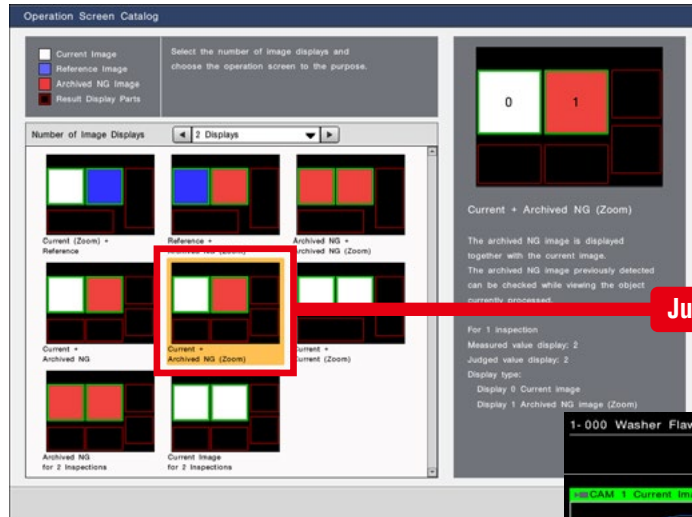 Operation Screen Catalog
Current Image
Reference Image
Archived NG Image
Result Display Parts
Select the number of image displays and
choose the operation screen to the purpose.
Number of Image Displays
2 Displays
Current (Zoom) +
Reference
Reference +
Archived NG (Zoom)
Archived NG +
Archived NG (Zoom)
Current +
Archived NG
Current +
Archived NG (Zoom)
Current +
Current (Zoom)
Archived NG
for 2 Inspections
Current Image
for 2 Inspections
0
1
Current + Archived NG (Zoom)
The archived NG image is displayed
together with the current image.
The archived NG image previously detected
can be checked while viewing the object
currently processed.
For 1 inspection
Measured value display: 2
Judged value display: 2
Display type:
Display 0 Current image
Display 1 Archived NG image (Zoom)
Ju
1-000 Washer Flaw
CAM 1 Current Ima